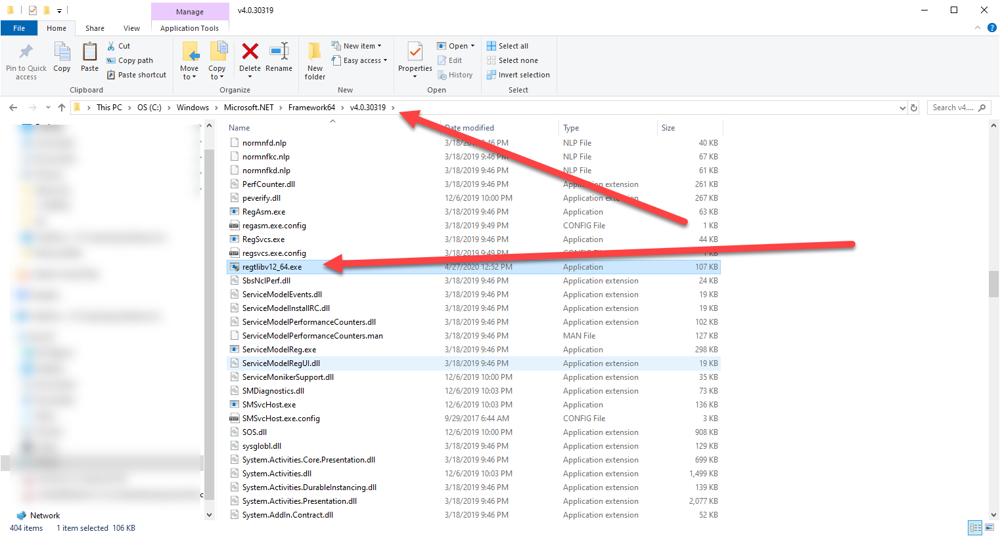 Manage v4.0.30319
File Home Share View Application Tools
Pin to Quick access
Copy
Paste
Cut
Copy path
Paste shortcut
Clipboard
Move to
Copy to
Delete
Rename
Organize
New folder
New item
Easy access
New
Properties
Open
Edit
History
Open
Select all
Select none
Invert selection
Select
This PC > OS (C:) > Windows > Microsoft.NET > Framework64 > v4.0.30319 >
Search v4....
Name Date modified Type Size
normnfd.nlp 3/18/2019 9:46 PM NLP File 40 KB
normnfkc.nlp 3/18/2019 9:46 PM NLP File 67 KB
normnfkd.nlp 3/18/2019 9:46 PM NLP File 61 KB
PerfCounter.dll 3/18/2019 9:46 PM Application extension 261 KB
peverify.dll 12/6/2019 10:00 PM Application extension 267 KB
RegAsm.exe 3/18/2019 9:46 PM Application 63 KB
regasm.exe.config 3/18/2019 9:49 PM CONFIG File 1 KB
RegSvcs.exe 3/18/2019 9:46 PM Application 44 KB
regsvcs.exe.config 3/18/2019 9:49 PM CONFIG File 1 KB
regtlibv12_64.exe 4/27/2020 12:52 PM Application 107 KB
SbsNclPerf.dll 3/18/2019 9:46 PM Application extension 24 KB
ServiceModelEvents.dll 3/18/2019 9:46 PM Application extension 19 KB
ServiceModelInstallRC.dll 3/18/2019 9:46 PM Application extension 19 KB
ServiceModelPerformanceCounters.dll 3/18/2019 9:46 PM Application extension 102 KB
ServiceModelPerformanceCounters.man 3/18/2019 9:46 PM MAN File 127 KB
ServiceModelReg.exe 3/18/2019 9:46 PM Application 298 KB
ServiceModelRegUI.dll 3/18/2019 9:46 PM Application extension 19 KB
ServiceMonikerSupport.dll 12/6/2019 10:00 PM Application extension 35 KB
SMDiagnostics.dll 12/6/2019 10:03 PM Application extension 73 KB
SMSvcHost.exe 12/6/2019 10:03 PM Application 136 KB
SMSvcHost.exe.config 9/29/2017 6:44 AM CONFIG File 3 KB
SOS.dll 12/6/2019 10:00 PM Application extension 908 KB
sysglobl.dll 3/18/2019 9:46 PM Application extension 129 KB
System.Activities.Core.Presentation.dll 3/18/2019 9:46 PM Application extension 699 KB
System.Activities.dll 12/6/2019 10:03 PM Application extension 1,499 KB
System.Activities.DurableInstancing.dll 3/18/2019 9:46 PM Application extension 139 KB
System.Activities.Presentation.dll 3/18/2019 9:46 PM Application extension 2,077 KB
System.AddIn.Contract.dll 3/18/2019 9:46 PM Application extension 52 KB
Network
404 items 1 item selected 106 KB